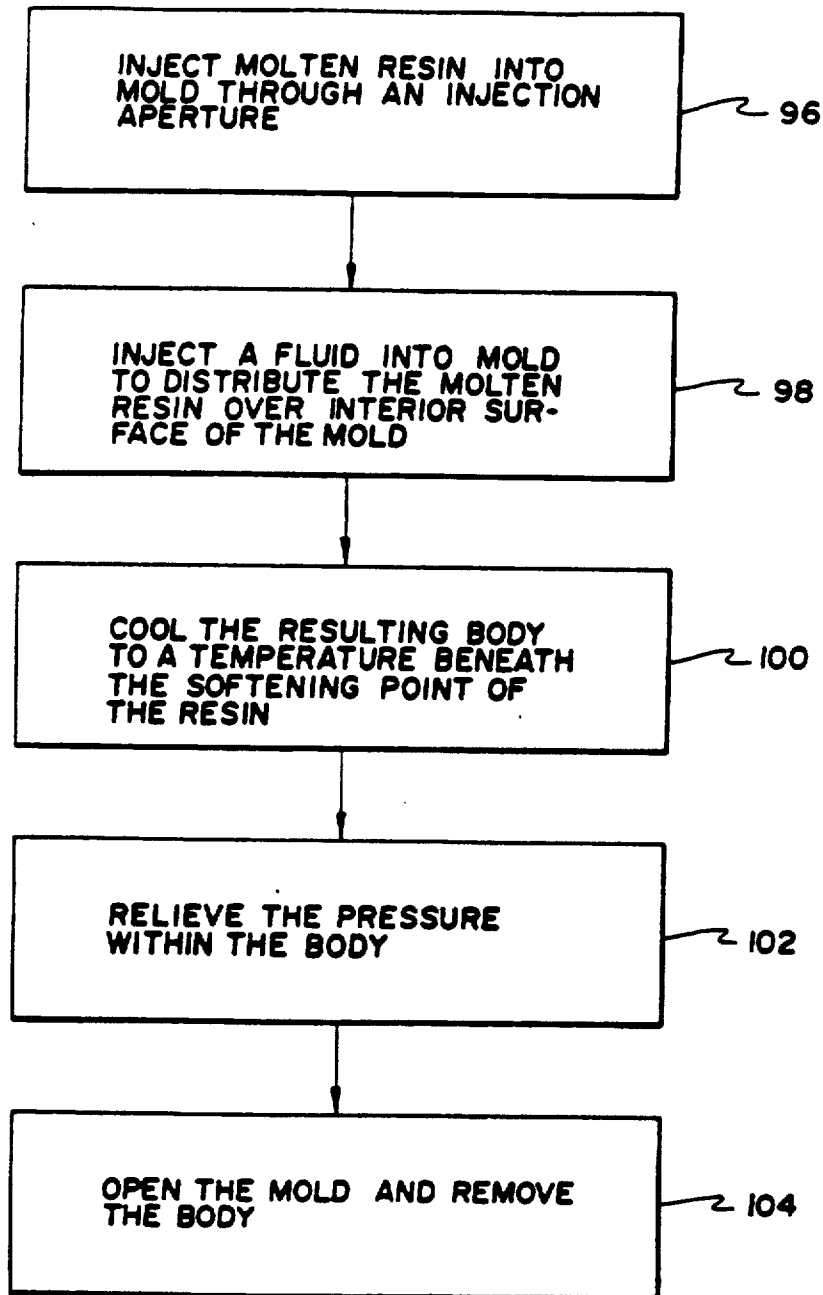 INJECT MOLTEN RESIN INTO
MOLD THROUGH AN INJECTION
APERTURE
96
INJECT A FLUID INTO MOLD
TO DISTRIBUTE THE MOLTEN
RESIN OVER INTERIOR SUR-
FACE OF THE MOLD
98
COOL THE RESULTING BODY
TO A TEMPERATURE BENEATH
THE SOFTENING POINT OF
THE RESIN
100
RELIEVE THE PRESSURE
WITHIN THE BODY
102
OPEN THE MOLD AND REMOVE
THE BODY
104